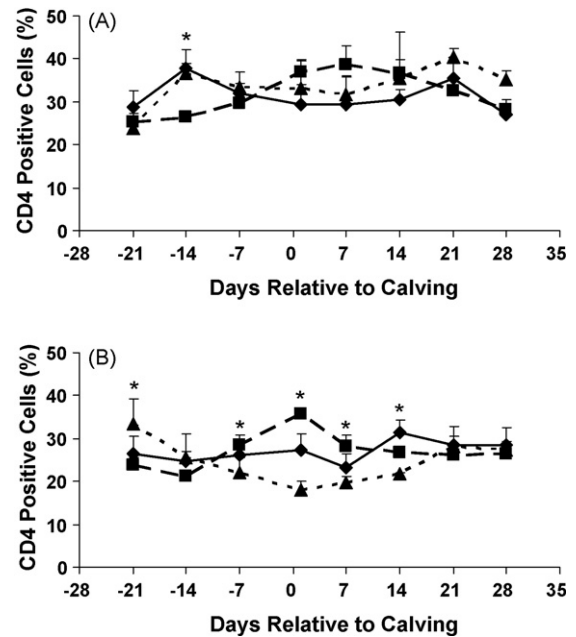 (A)
*
CD4 Positive Cells (%)
50
40
30
20
10
0
-28 -21 -14 -7 0 7 14 21 28 35
Days Relative to Calving
(B)
* * * * *
CD4 Positive Cells (%)
50
40
30
20
10
0
-28 -21 -14 -7 0 7 14 21 28 35
Days Relative to Calving